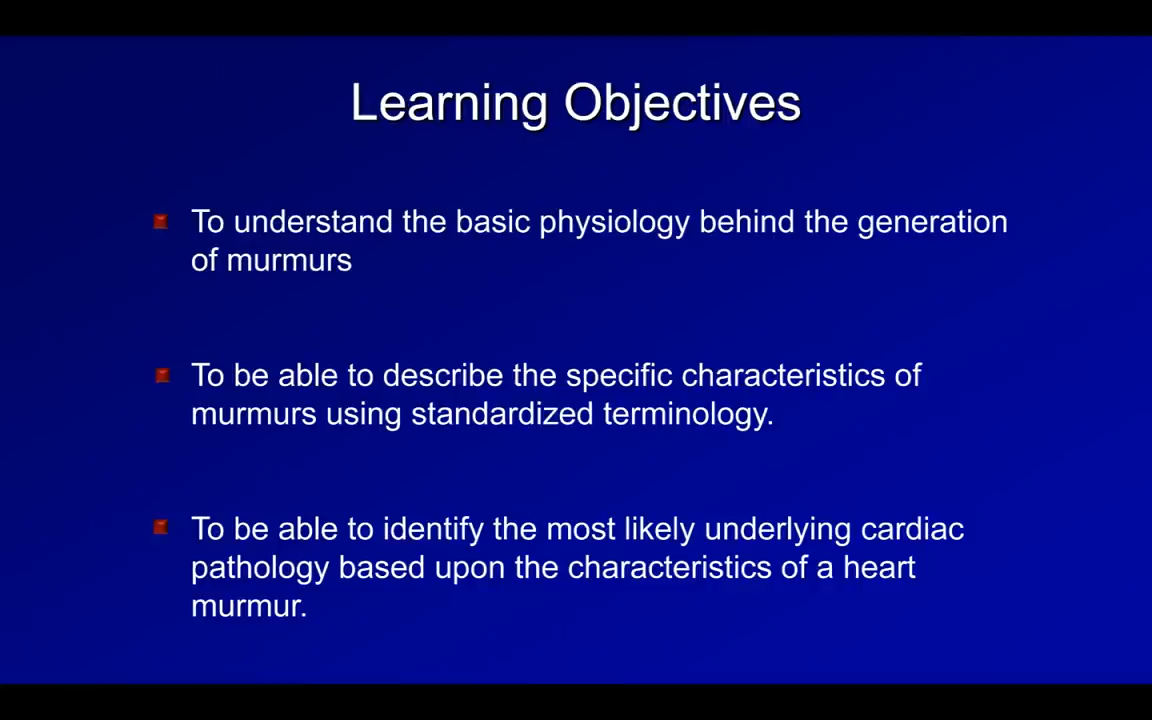 Learning Objectives
To understand the basic physiology behind the generation
of murmurs
To be able to describe the specific characteristics of
murmurs using standardized terminology.
To be able to identify the most likely underlying cardiac
pathology based upon the characteristics of a heart
murmur.